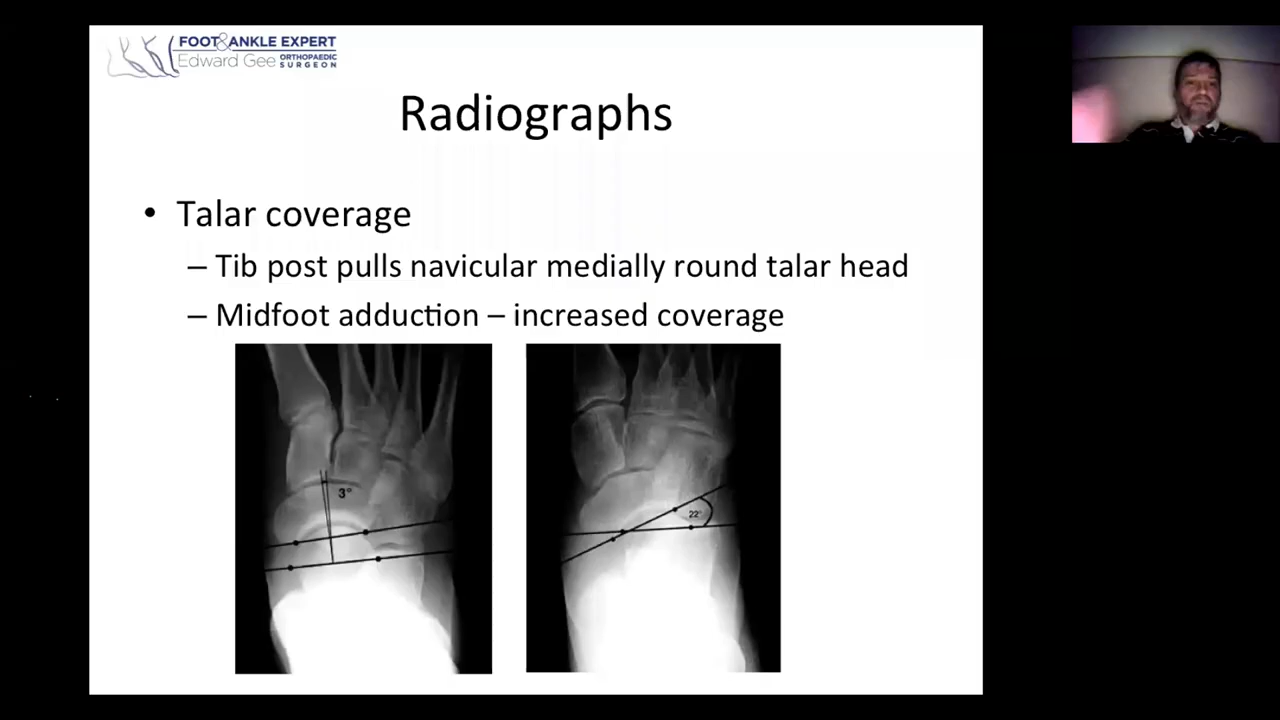 FOOT & ANKLE EXPERT
Edward Gee ORTHOPAEDIC SURGEON
Radiographs
• Talar coverage
– Tib post pulls navicular medially round talar head
– Midfoot adduction – increased coverage
3°
22°